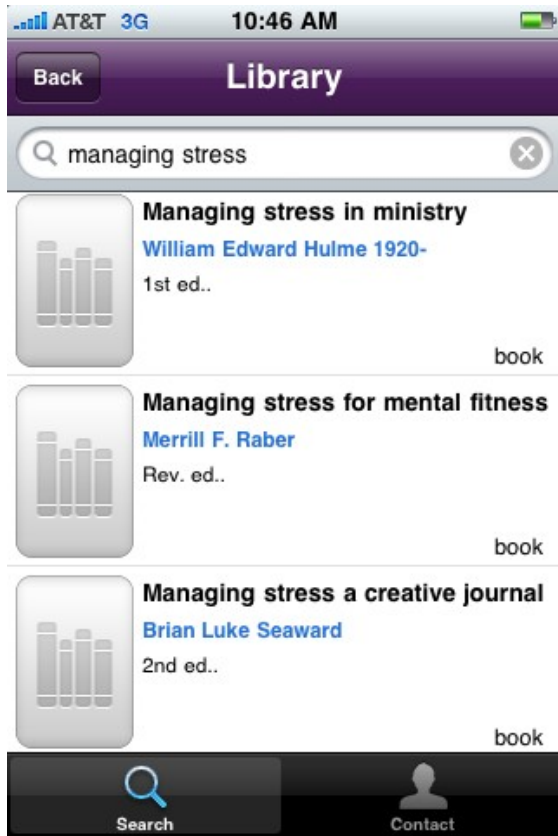 AT&T 3G 10:46 AM
Back Library
managing stress
Managing stress in ministry
William Edward Hulme 1920-
1st ed..
book
Managing stress for mental fitness
Merrill F. Raber
Rev. ed..
book
Managing stress a creative journal
Brian Luke Seaward
2nd ed..
book
Search Contact